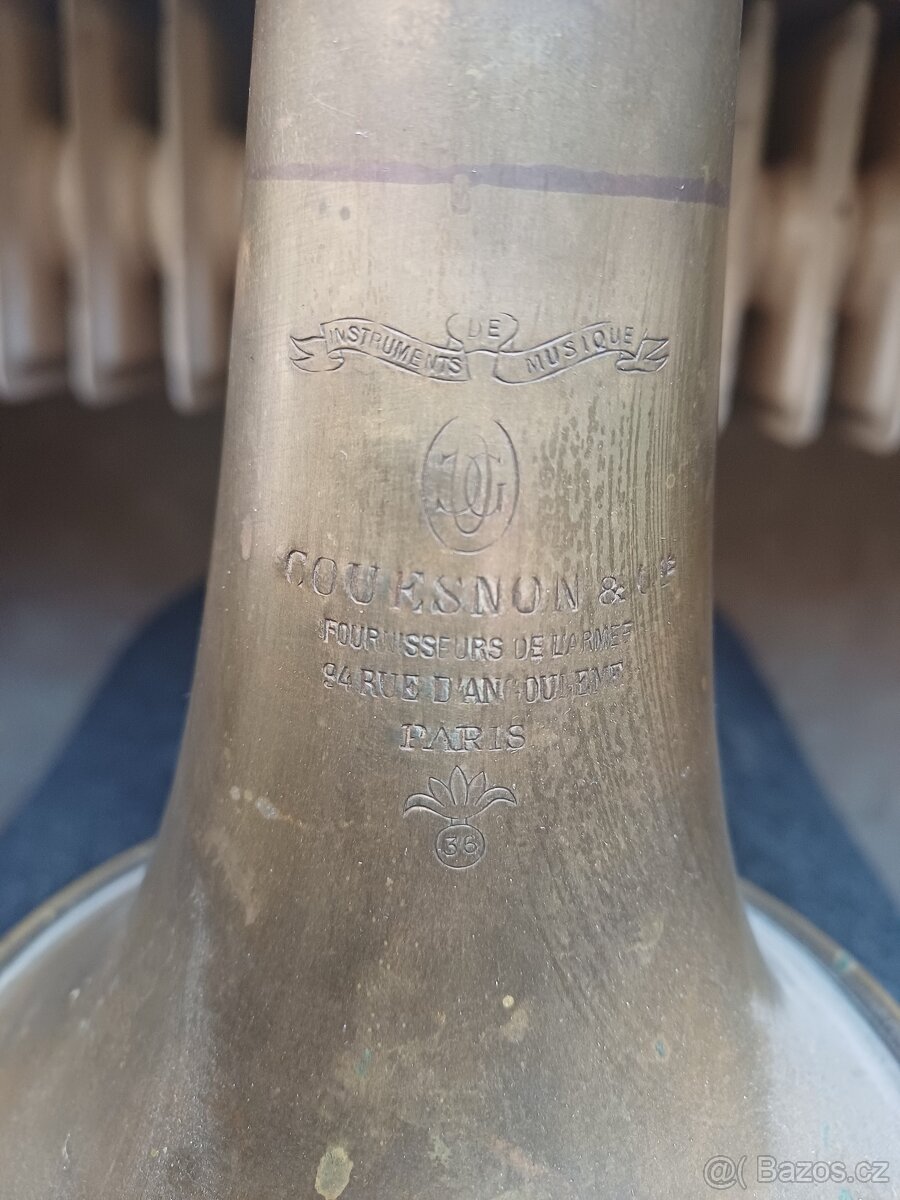 INSTRUMENTS DE MUSIQUE
COUESNON & CIE
FOURNISSEURS DE L'ARMEE
94 RUE D'ANGOULEME
PARIS
36
@( Bazos.cz